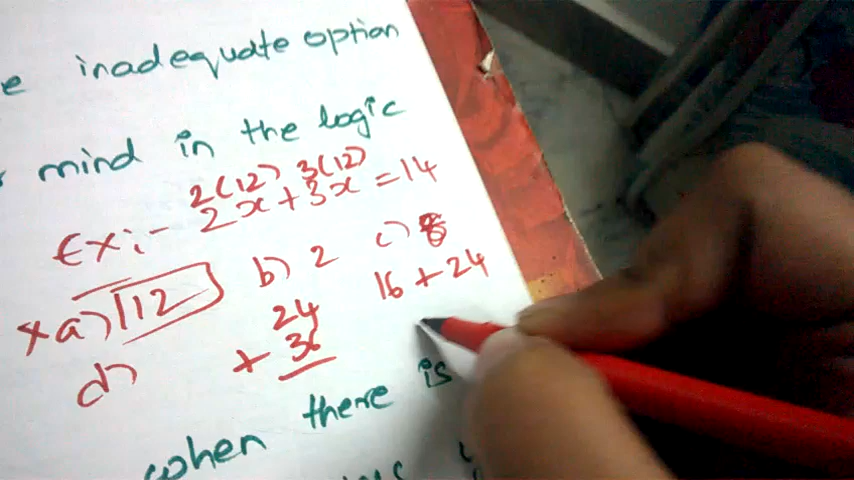 e inadequate option
mind in the logic
2(12) 3(12)
Ex:- 2x + 3x = 14
x a) 12 b) 2 c) 8
24 16 + 24
+ 36
d)
when there is